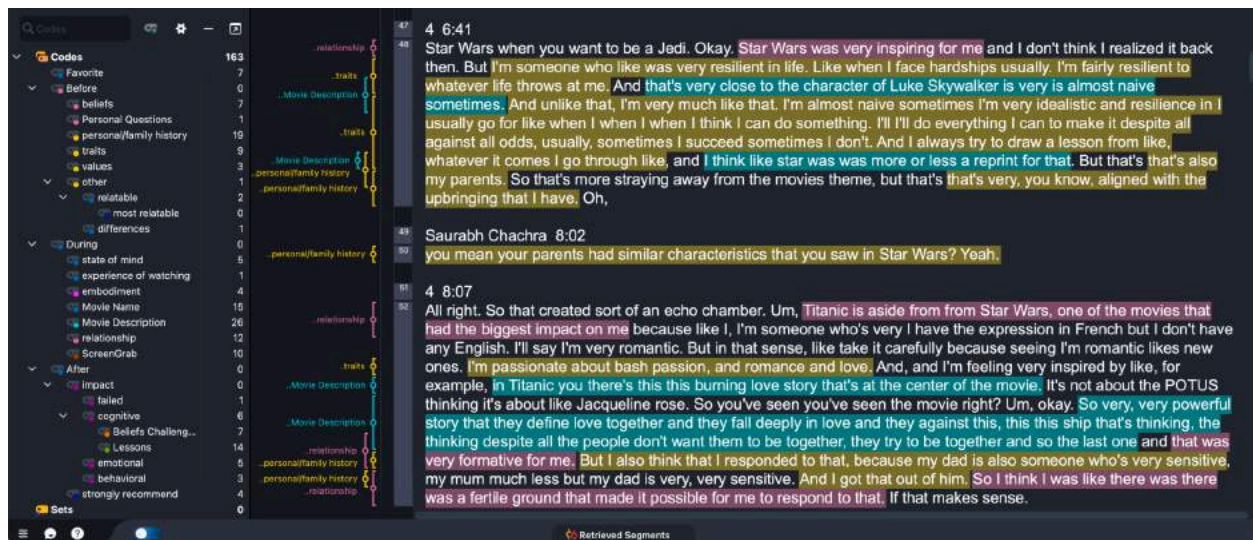 Codes
Codes 163
Favorite 7
Before 0
beliefs 7
Personal Questions 1
personal/family history 19
traits 9
values 3
other 1
relatable 2
most relatable 0
differences 1
During 0
state of mind 5
experience of watching 1
embodiment 4
Movie Name 15
Movie Description 26
relationship 12
ScreenGrab 10
After 0
impact 0
failed 1
cognitive 6
Beliefs Challeng... 7
Lessons 14
emotional 5
behavioral 3
strongly recommend 4
Sets 0
..relationship
..traits
..Movie Description
..traits
..Movie Description
..personal/family history
..personal/family history
..personal/family history
..relationship
..traits
..Movie Description
..Movie Description
..relationship
..personal/family history
..personal/family history
..relationship
47 4 6:41
48 Star Wars when you want to be a Jedi. Okay. Star Wars was very inspiring for me and I don't think I realized it back
then. But I'm someone who like was very resilient in life. Like when I face hardships usually. I'm fairly resilient to
whatever life throws at me. And that's very close to the character of Luke Skywalker is very is almost naive
sometimes. And unlike that, I'm very much like that. I'm almost naive sometimes I'm very idealistic and resilience in I
usually go for like when I when I when I think I can do something. I'll I'll do everything I can to make it despite all
against all odds, usually, sometimes I succeed sometimes I don't. And I always try to draw a lesson from like,
whatever it comes I go through like, and I think like star was was more or less a reprint for that. But that's that's also
my parents. So that's more straying away from the movies theme, but that's that's very, you know, aligned with the
upbringing that I have. Oh,
49 Saurabh Chachra 8:02
50 you mean your parents had similar characteristics that you saw in Star Wars? Yeah.
51 4 8:07
52 All right. So that created sort of an echo chamber. Um, Titanic is aside from from Star Wars, one of the movies that
had the biggest impact on me because like I, I'm someone who's very I have the expression in French but I don't have
any English. I'll say I'm very romantic. But in that sense, like take it carefully because seeing I'm romantic likes new
ones. I'm passionate about bash passion, and romance and love. And, and I'm feeling very inspired by like, for
example, in Titanic you there's this this burning love story that's at the center of the movie. It's not about the POTUS
thinking it's about like Jacqueline rose. So you've seen you've seen the movie right? Um, okay. So very, very powerful
story that they define love together and they fall deeply in love and they against this, this this ship that's thinking, the
thinking despite all the people don't want them to be together, they try to be together and so the last one and that was
very formative for me. But I also think that I responded to that, because my dad is also someone who's very sensitive,
my mum much less but my dad is very, very sensitive. And I got that out of him. So I think I was like there was there
was a fertile ground that made it possible for me to respond to that. If that makes sense.
Retrieved Segments